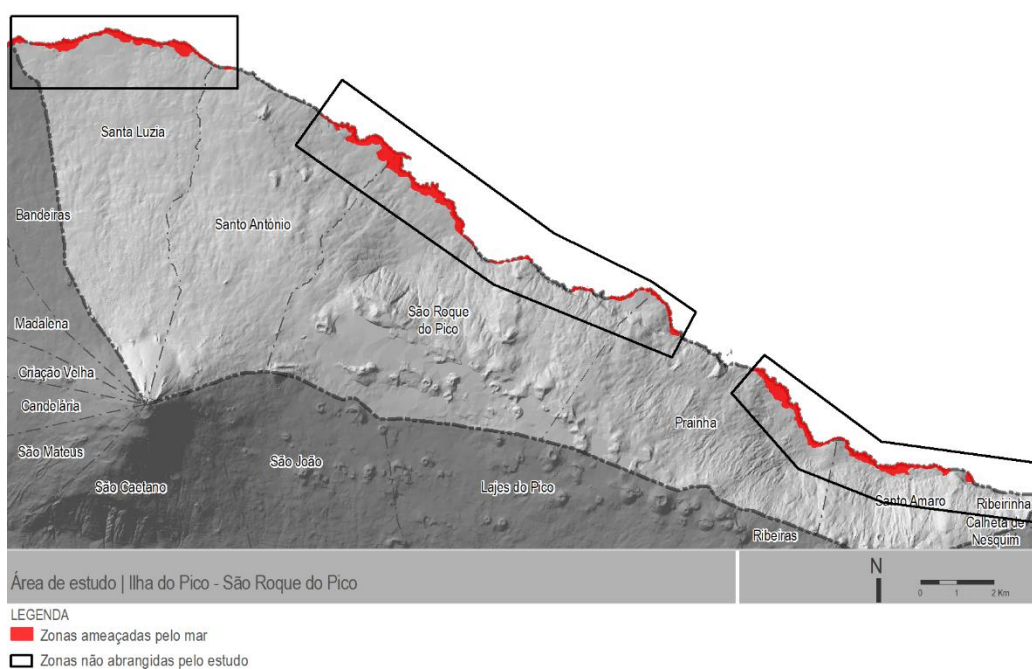 Santa Luzia
Bandeiras
Santo António
São Roque
do Pico
Madalena
Criação Velha
Candelária
São Mateus
São Caetano
São João
Lajes do Pico
Prainha
Santo Amaro
Ribeirinha
Calheta de
Nesquim
Ribeiras
Área de estudo | Ilha do Pico - São Roque do Pico
N
0 1 2 Km
LEGENDA
Zonas ameaçadas pelo mar
Zonas não abrangidas pelo estudo